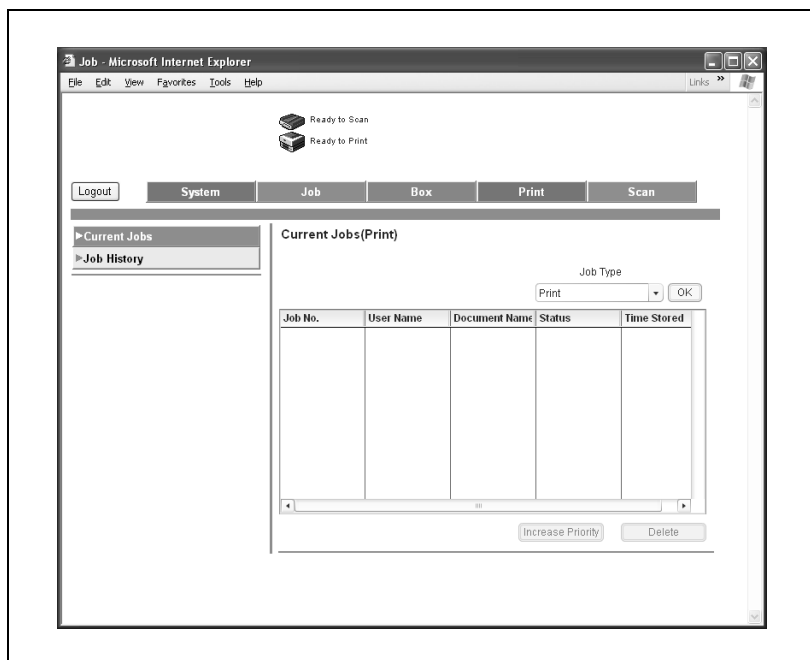 Job - Microsoft Internet Explorer
File Edit View Favorites Tools Help Links »
Ready to Scan
Ready to Print
Logout System Job Box Print Scan
►Current Jobs
►Job History
Current Jobs(Print)
Job Type
Print OK
Job No. User Name Document Name Status Time Stored
Increase Priority Delete